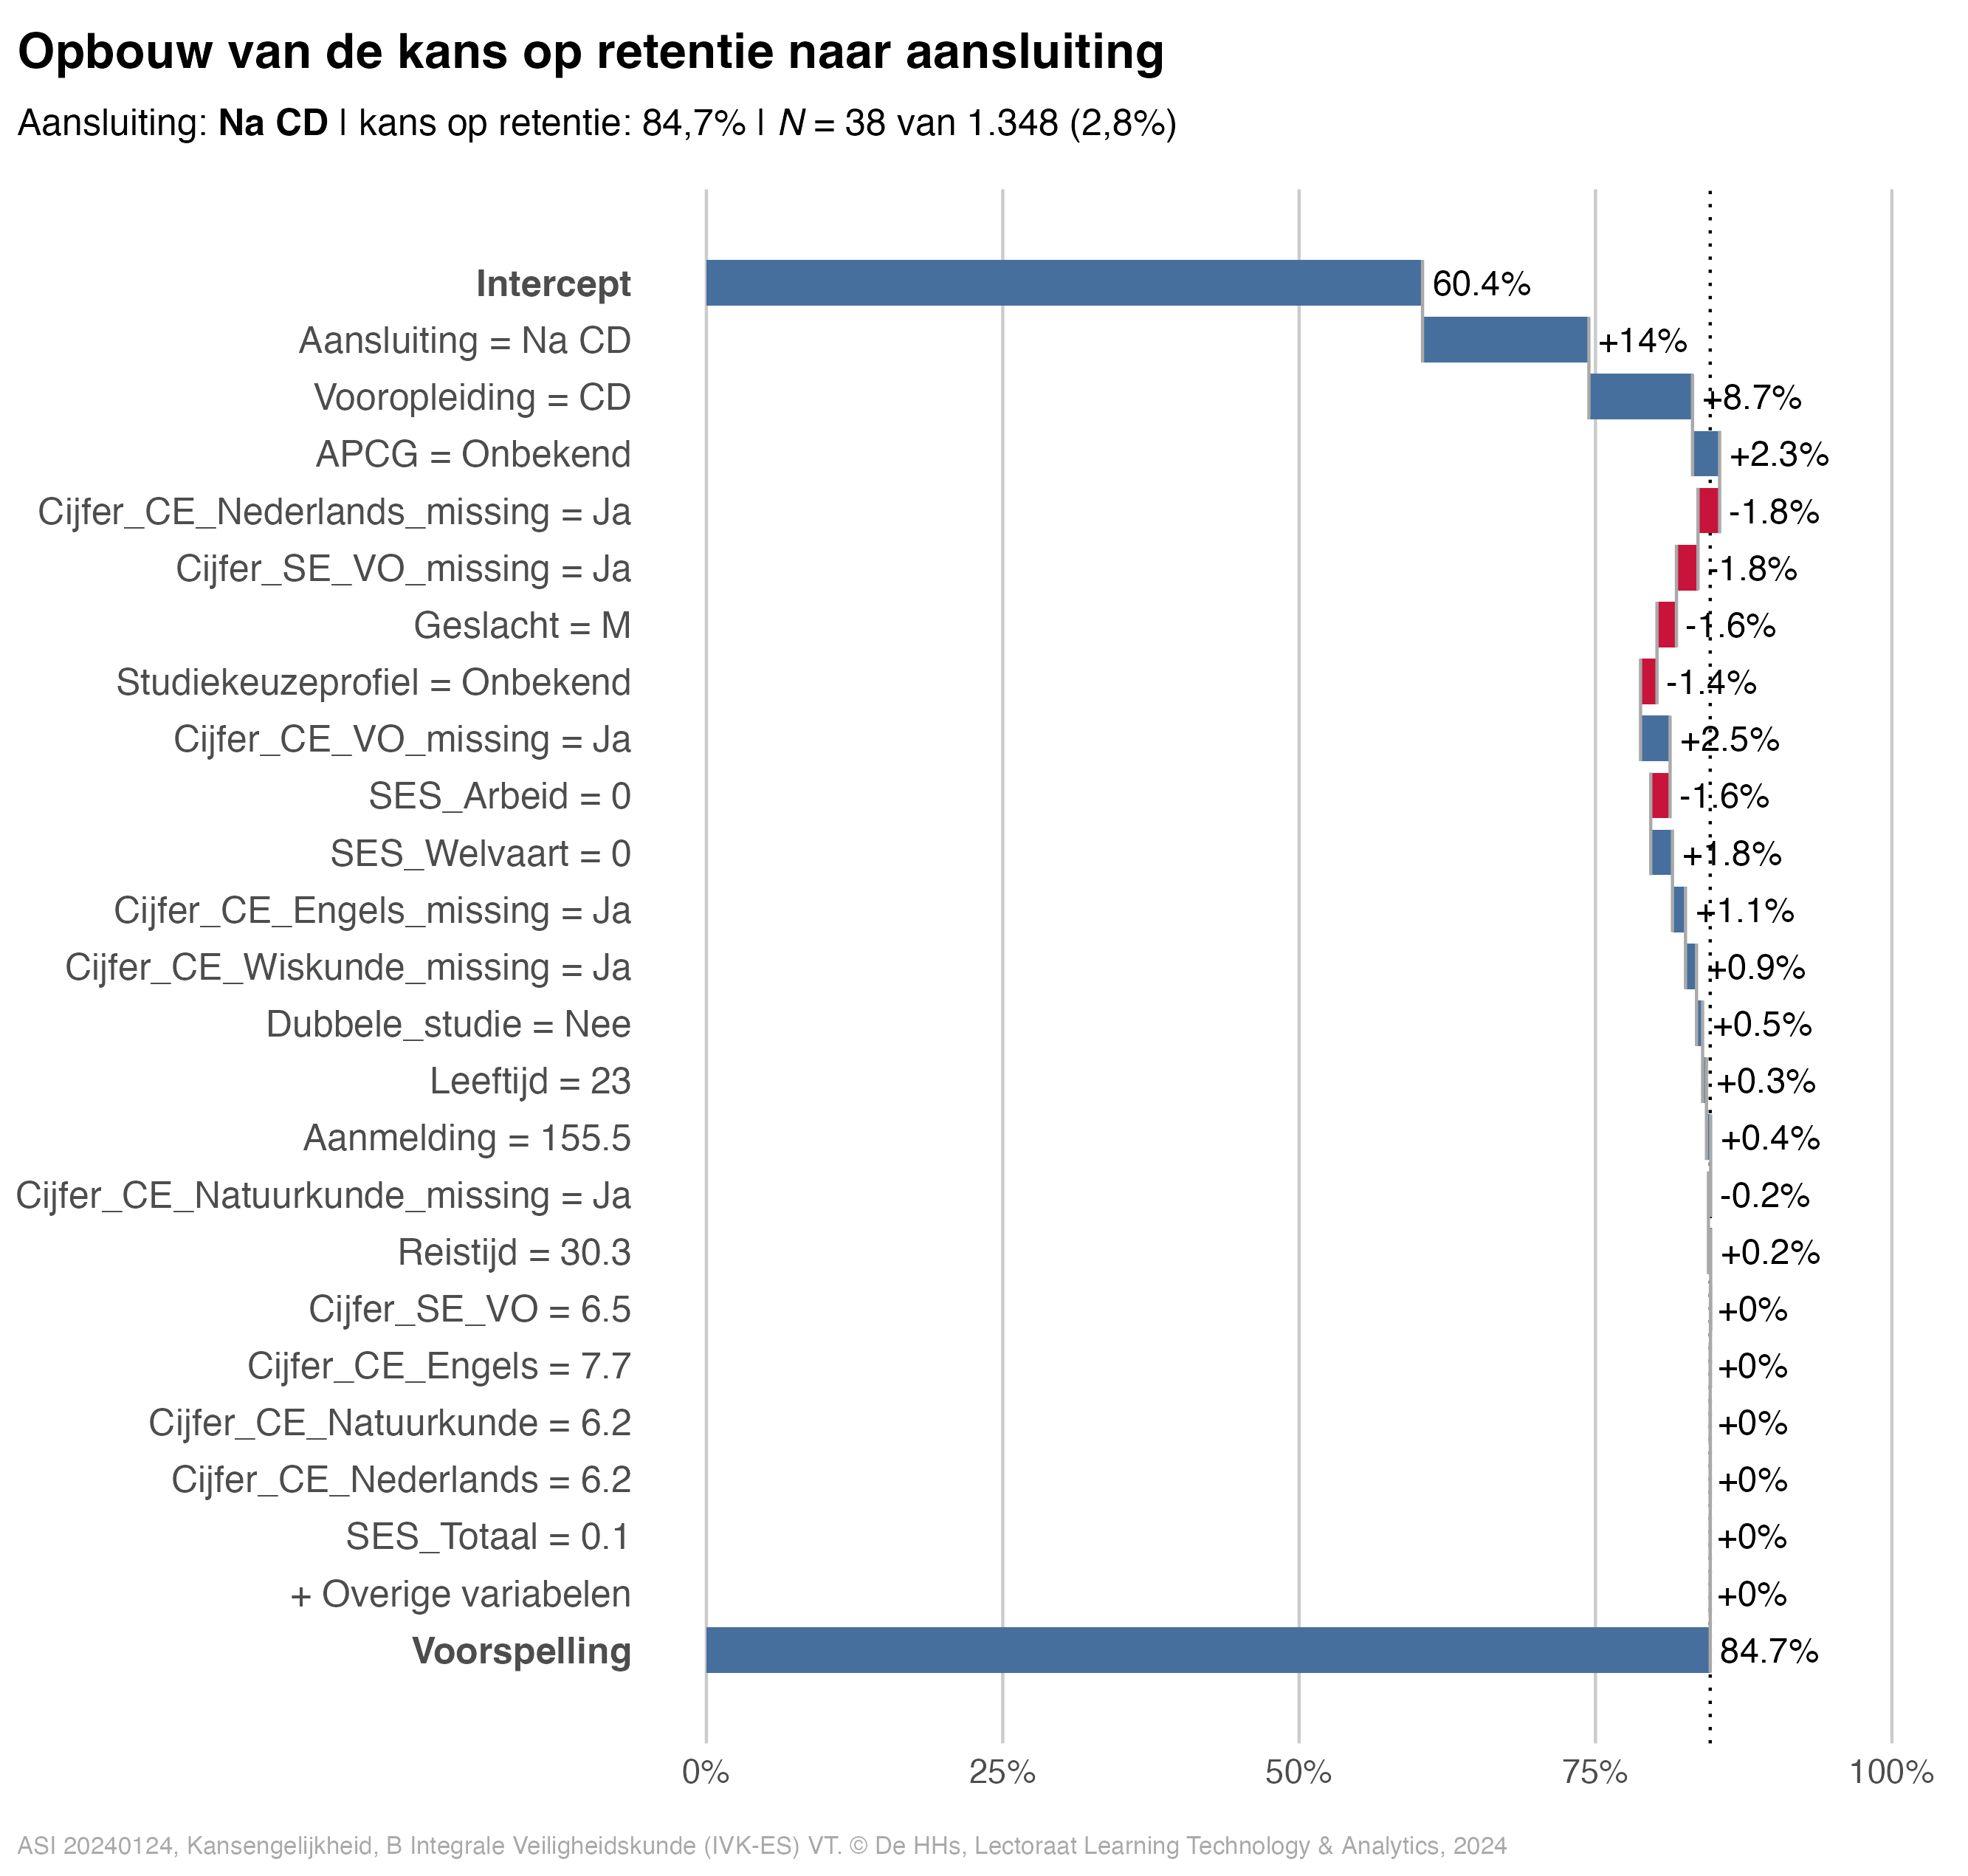 Opbouw van de kans op retentie naar aansluiting
Aansluiting: Na CD | kans op retentie: 84,7% | N = 38 van 1.348 (2,8%)
Intercept 60.4%
Aansluiting = Na CD +14%
Vooropleiding = CD +8.7%
APCG = Onbekend +2.3%
Cijfer_CE_Nederlands_missing = Ja -1.8%
Cijfer_SE_VO_missing = Ja -1.8%
Geslacht = M -1.6%
Studiekeuzeprofiel = Onbekend -1.4%
Cijfer_CE_VO_missing = Ja +2.5%
SES_Arbeid = 0 -1.6%
SES_Welvaart = 0 +1.8%
Cijfer_CE_Engels_missing = Ja +1.1%
Cijfer_CE_Wiskunde_missing = Ja +0.9%
Dubbele_studie = Nee +0.5%
Leeftijd = 23 +0.3%
Aanmelding = 155.5 +0.4%
Cijfer_CE_Natuurkunde_missing = Ja -0.2%
Reistijd = 30.3 +0.2%
Cijfer_SE_VO = 6.5 +0%
Cijfer_CE_Engels = 7.7 +0%
Cijfer_CE_Natuurkunde = 6.2 +0%
Cijfer_CE_Nederlands = 6.2 +0%
SES_Totaal = 0.1 +0%
+ Overige variabelen +0%
Voorspelling 84.7%
0% 25% 50% 75% 100%
ASI 20240124, Kansengelijkheid, B Integrale Veiligheidskunde (IVK-ES) VT. © De HHs, Lectoraat Learning Technology & Analytics, 2024